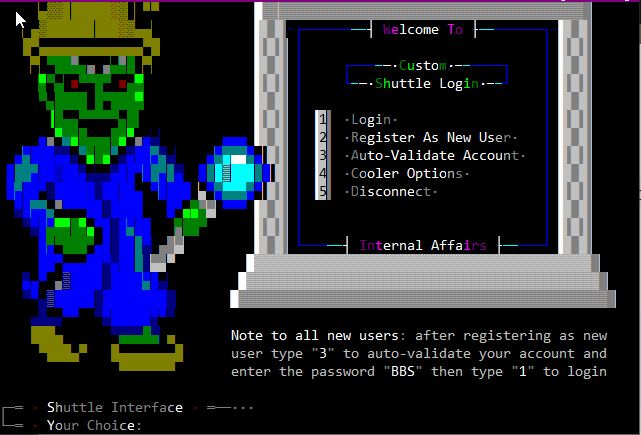 Welcome To
Custom
Shuttle Login
1 ·Login·
2 ·Register As New User·
3 ·Auto-Validate Account·
4 ·Cooler Options·
5 ·Disconnect·
Internal Affairs
Note to all new users: after registering as new
user type "3" to auto-validate your account and
enter the password "BBS" then type "1" to login
· Shuttle Interface ·
· Your Choice: